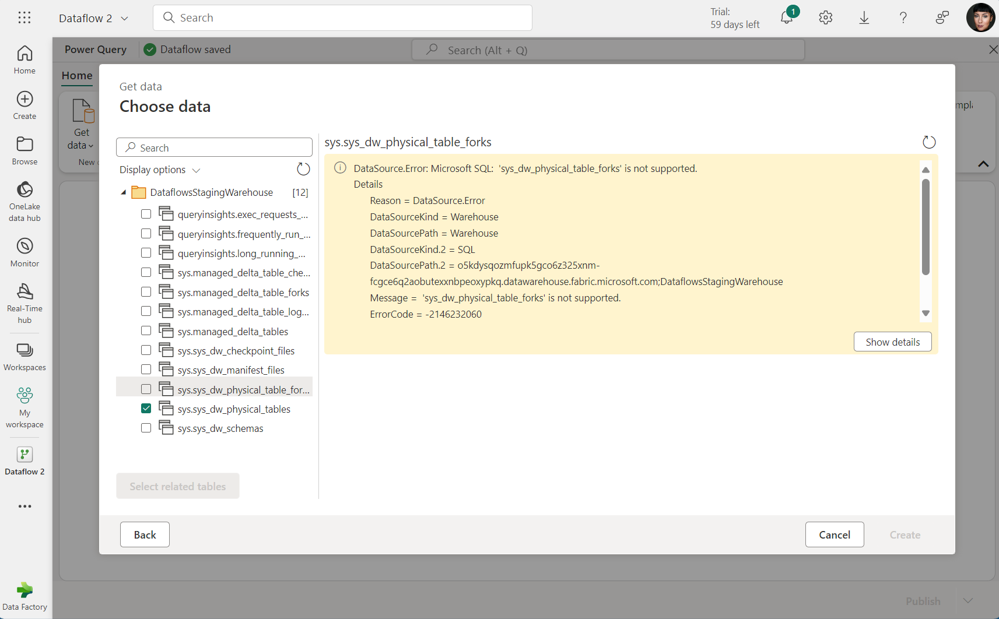 Dataflow 2
Search
Trial:
59 days left
1
Home
Create
Browse
OneLake
data hub
Monitor
Real-Time
hub
Workspaces
My
workspace
Dataflow 2
Data Factory
Power Query
Dataflow saved
Search (Alt + Q)
Home
Get
data
New
Get data
Choose data
Search
Display options
DataflowsStagingWarehouse [12]
queryinsights.exec_requests_...
queryinsights.frequently_run_...
queryinsights.long_running_...
sys.managed_delta_table_che...
sys.managed_delta_table_forks
sys.managed_delta_table_log...
sys.managed_delta_tables
sys.sys_dw_checkpoint_files
sys.sys_dw_manifest_files
sys.sys_dw_physical_table_for...
sys.sys_dw_physical_tables
sys.sys_dw_schemas
Select related tables
sys.sys_dw_physical_table_forks
DataSource.Error: Microsoft SQL: 'sys_dw_physical_table_forks' is not supported.
Details
Reason = DataSource.Error
DataSourceKind = Warehouse
DataSourcePath = Warehouse
DataSourceKind.2 = SQL
DataSourcePath.2 = o5kdysqozmfupk5gco6z325xnm-
fcgce6q2aobutexxnbpeoxypkq.datawarehouse.fabric.microsoft.com;DataflowsStagingWarehouse
Message = 'sys_dw_physical_table_forks' is not supported.
ErrorCode = -2146232060
Show details
Back
Cancel
Create
Publish